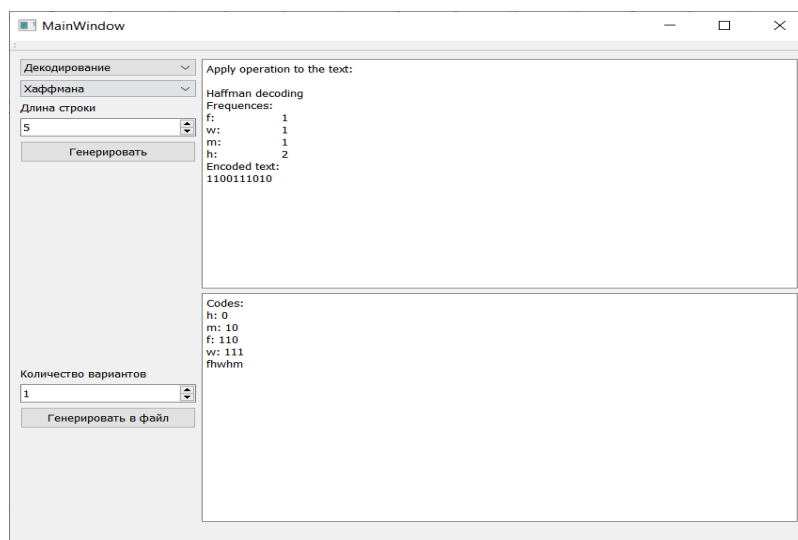 MainWindow
Декодирование
Хаффмана
Длина строки
5
Генерировать
Apply operation to the text:
Haffman decoding
Frequences:
f: 1
w: 1
m: 1
h: 2
Encoded text:
1100111010
Codes:
h: 0
m: 10
f: 110
w: 111
fhwhm
Количество вариантов
1
Генерировать в файл